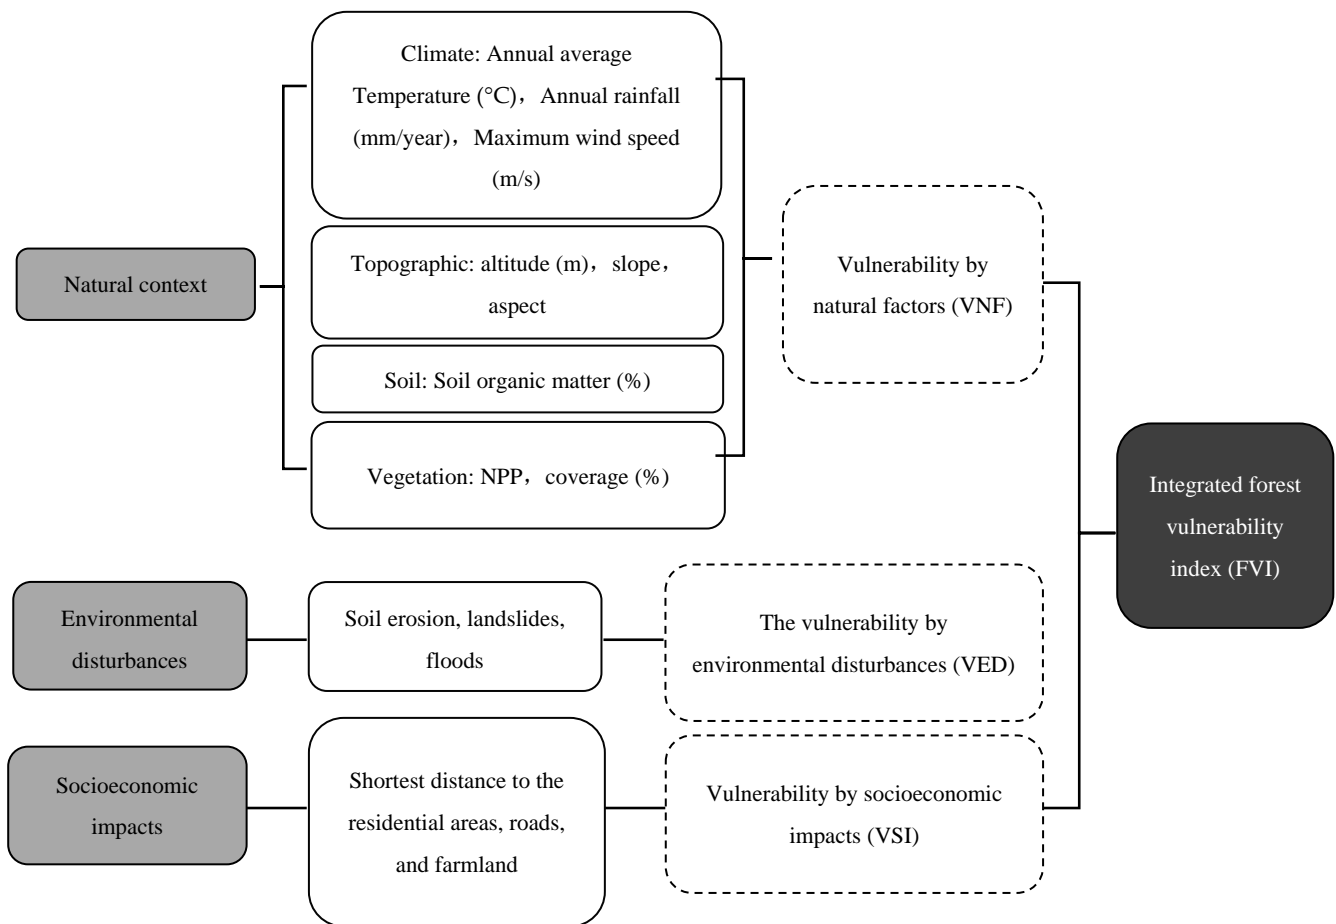 Climate: Annual average
Temperature (°C)，Annual rainfall
(mm/year)，Maximum wind speed
(m/s)
Natural context
Topographic: altitude (m)，slope，
aspect
Soil: Soil organic matter (%)
Vegetation: NPP，coverage (%)
Vulnerability by
natural factors (VNF)
Integrated forest
vulnerability
index (FVI)
Environmental
disturbances
Soil erosion, landslides,
floods
The vulnerability by
environmental disturbances (VED)
Socioeconomic
impacts
Shortest distance to the
residential areas, roads,
and farmland
Vulnerability by socioeconomic
impacts (VSI)